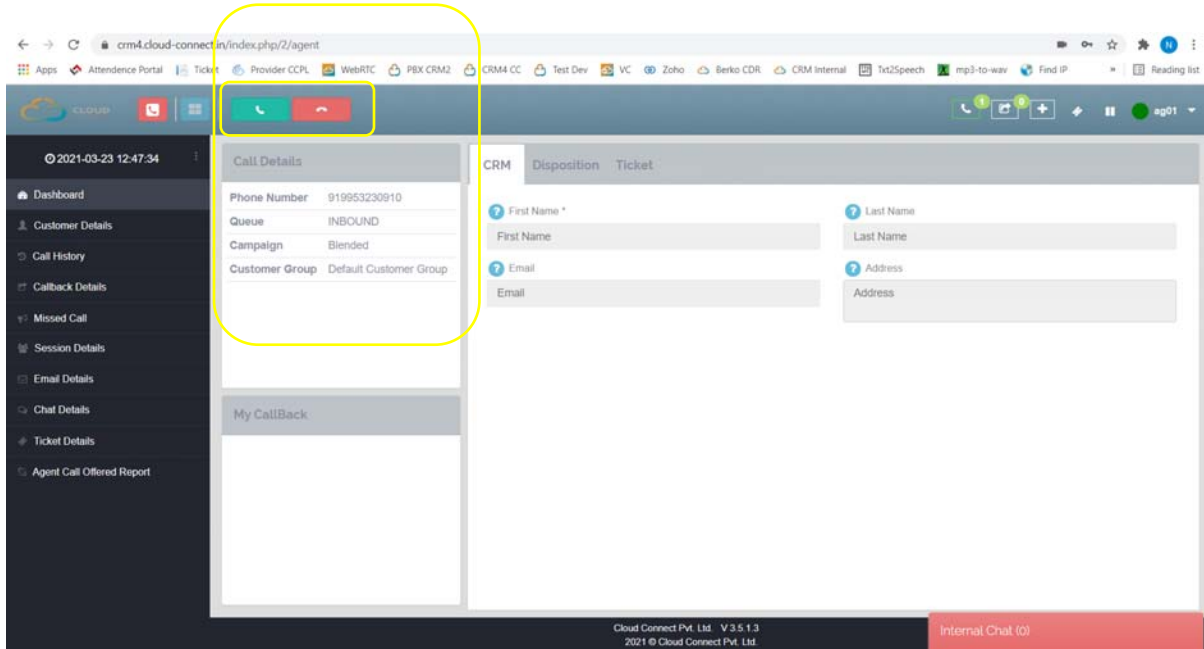 crm4.cloud-connect.in/index.php/2/agent
N
Apps Attendence Portal Ticket Provider CCPL WebRTC PBX CRM2 CRM4 CC Test Dev VC Zoho Berko CDR CRM Internal Txt2Speech mp3-to-wav Find IP » Reading list
CLOUD
1 0 ag01
2021-03-23 12:47:34
Dashboard
Customer Details
Call History
Callback Details
Missed Call
Session Details
Email Details
Chat Details
Ticket Details
Agent Call Offered Report
Call Details
Phone Number 919953230910
Queue INBOUND
Campaign Blended
Customer Group Default Customer Group
My CallBack
CRM Disposition Ticket
First Name * Last Name
First Name Last Name
Email Address
Email Address
Cloud Connect Pvt. Ltd. V 3.5.1.3
2021 © Cloud Connect Pvt. Ltd.
Internal Chat (0)